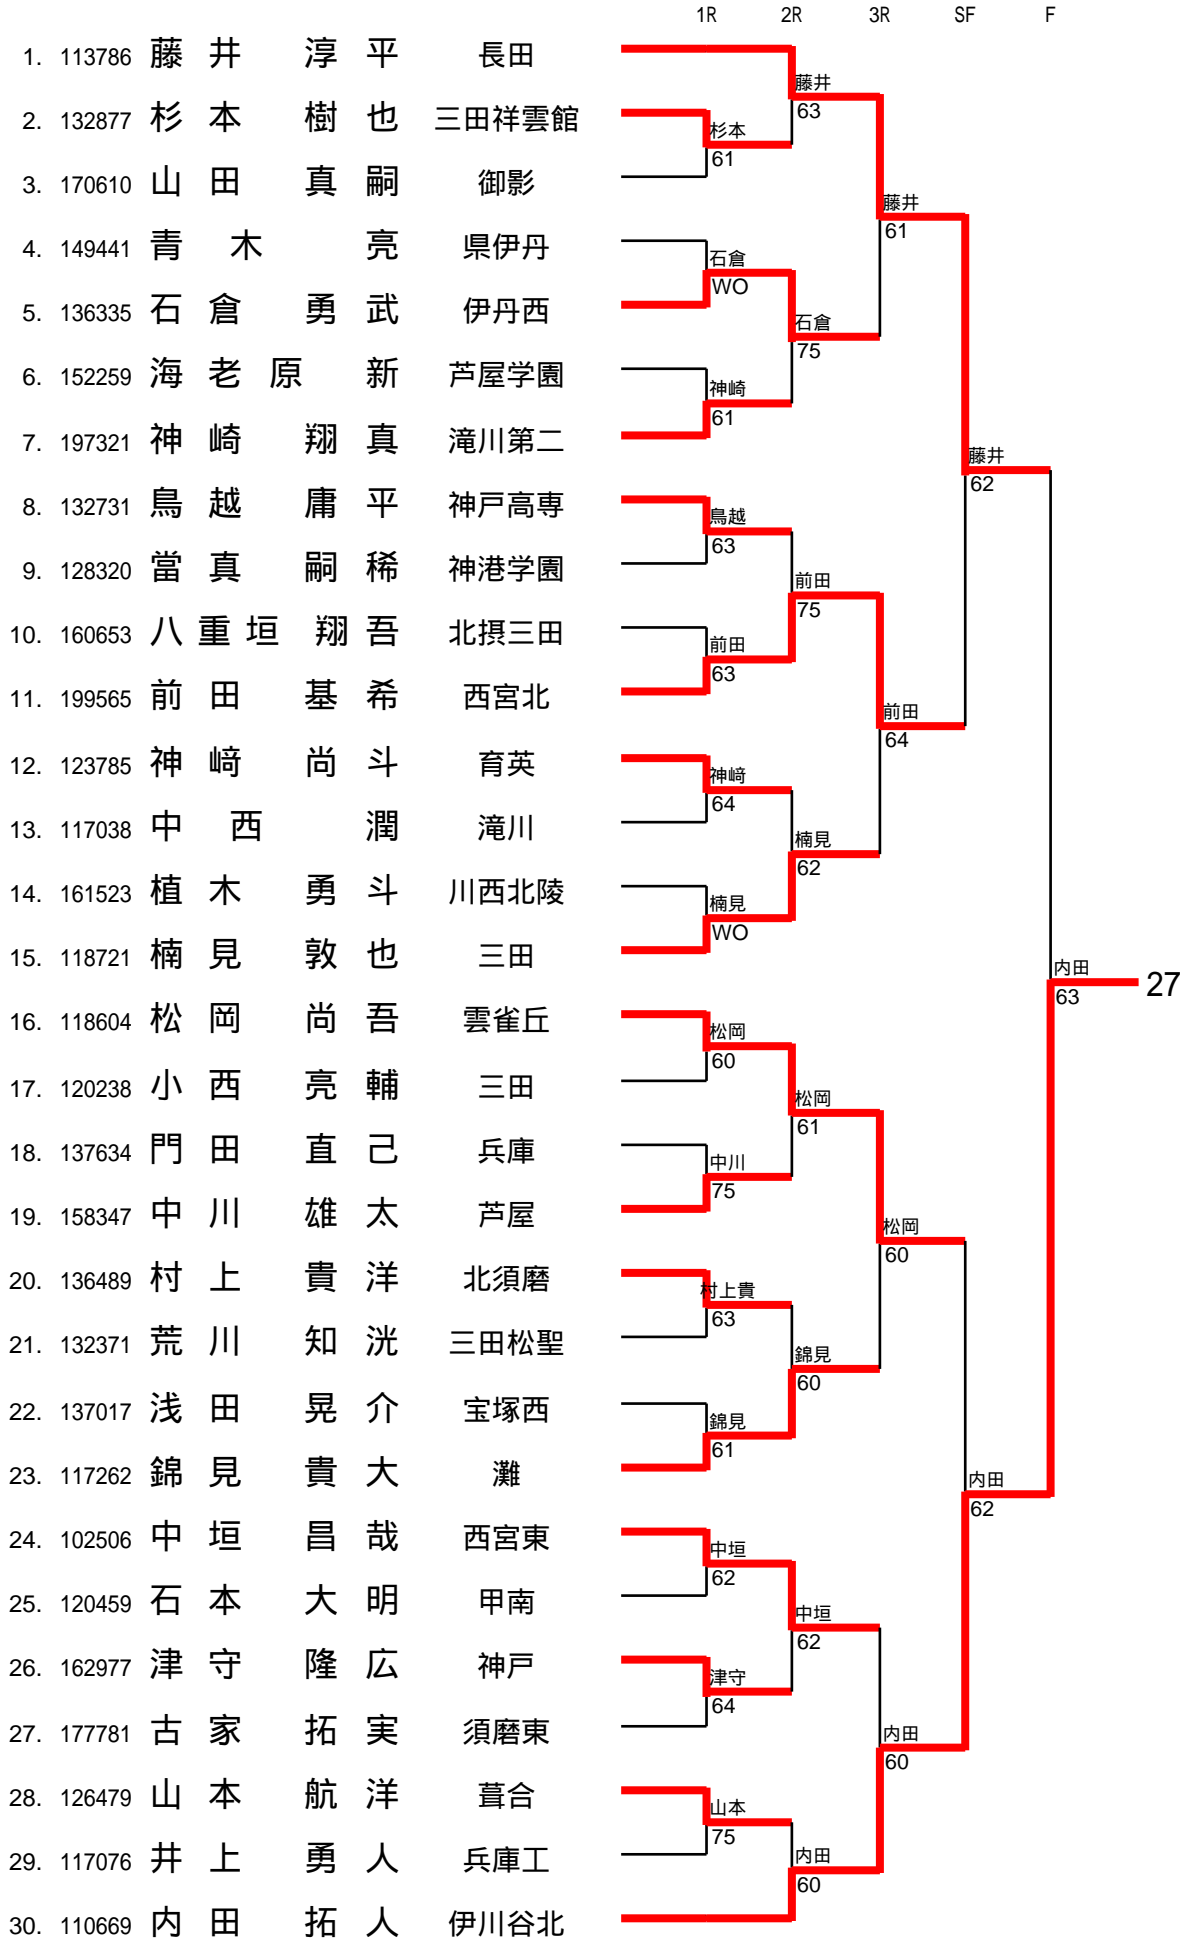 1R 2R 3R SF F
1. 113786 藤井 淳平 長田
藤井
2. 132877 杉本 樹也 三田祥雲館
63
杉本
61
3. 170610 山田 真嗣 御影
藤井
61
4. 149441 青木 亮 県伊丹
石倉
WO
5. 136335 石倉 勇武 伊丹西
石倉
75
6. 152259 海老原 新 芦屋学園
神崎
61
7. 197321 神崎 翔真 滝川第二
藤井
62
8. 132731 鳥越 庸平 神戸高専
鳥越
63
9. 128320 當真 嗣稀 神港学園
前田
75
10. 160653 八重垣 翔吾 北摂三田
前田
63
11. 199565 前田 基希 西宮北
前田
64
12. 123785 神﨑 尚斗 育英
神﨑
64
13. 117038 中西 潤 滝川
楠見
62
14. 161523 植木 勇斗 川西北陵
楠見
WO
15. 118721 楠見 敦也 三田
内田
63
27
16. 118604 松岡 尚吾 雲雀丘
松岡
60
17. 120238 小西 亮輔 三田
松岡
61
18. 137634 門田 直己 兵庫
中川
75
19. 158347 中川 雄太 芦屋
松岡
60
20. 136489 村上 貴洋 北須磨
村上貴
63
21. 132371 荒川 知洸 三田松聖
錦見
60
22. 137017 浅田 晃介 宝塚西
錦見
61
23. 117262 錦見 貴大 灘
内田
62
24. 102506 中垣 昌哉 西宮東
中垣
62
25. 120459 石本 大明 甲南
中垣
62
26. 162977 津守 隆広 神戸
津守
64
27. 177781 古家 拓実 須磨東
内田
60
28. 126479 山本 航洋 葺合
山本
75
29. 117076 井上 勇人 兵庫工
内田
60
30. 110669 内田 拓人 伊川谷北